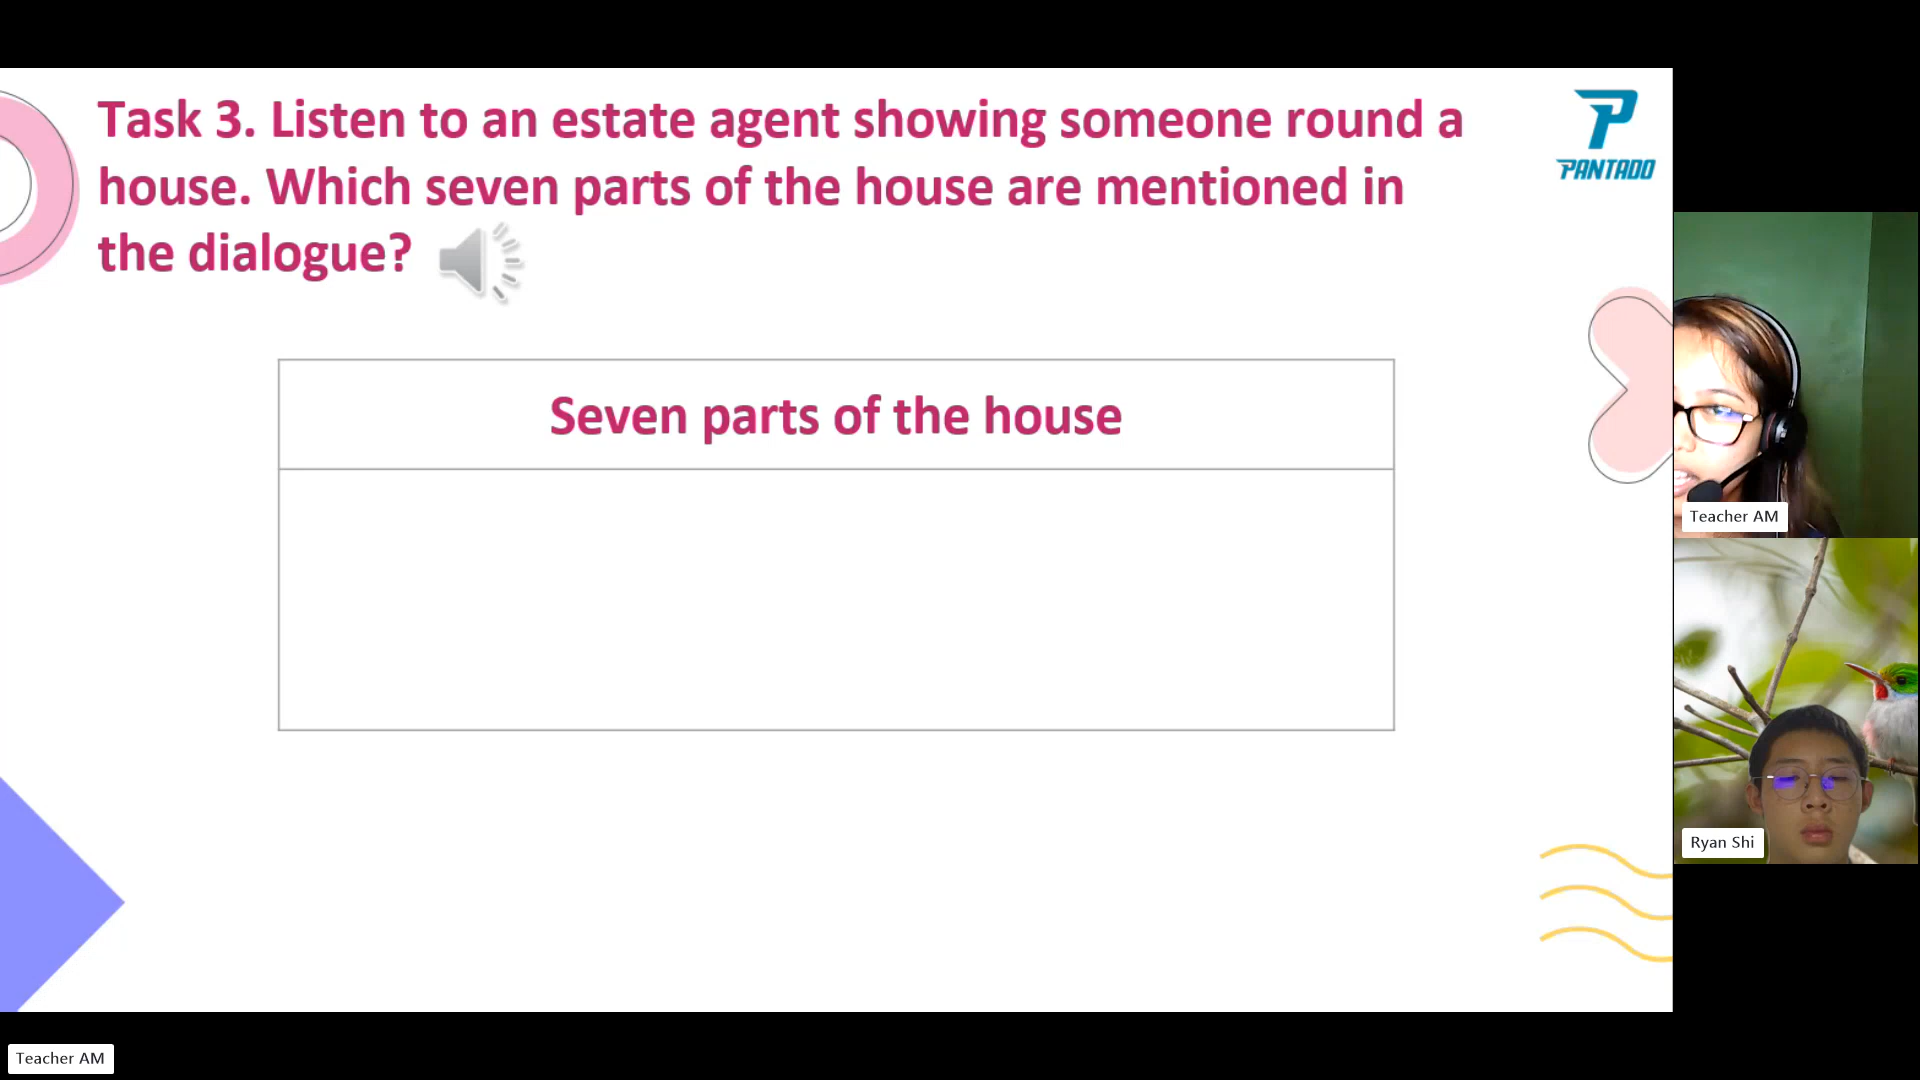 Task 3. Listen to an estate agent showing someone round a
house. Which seven parts of the house are mentioned in
the dialogue?
PANTADO
Seven parts of the house
Teacher AM
Ryan Shi
Teacher AM